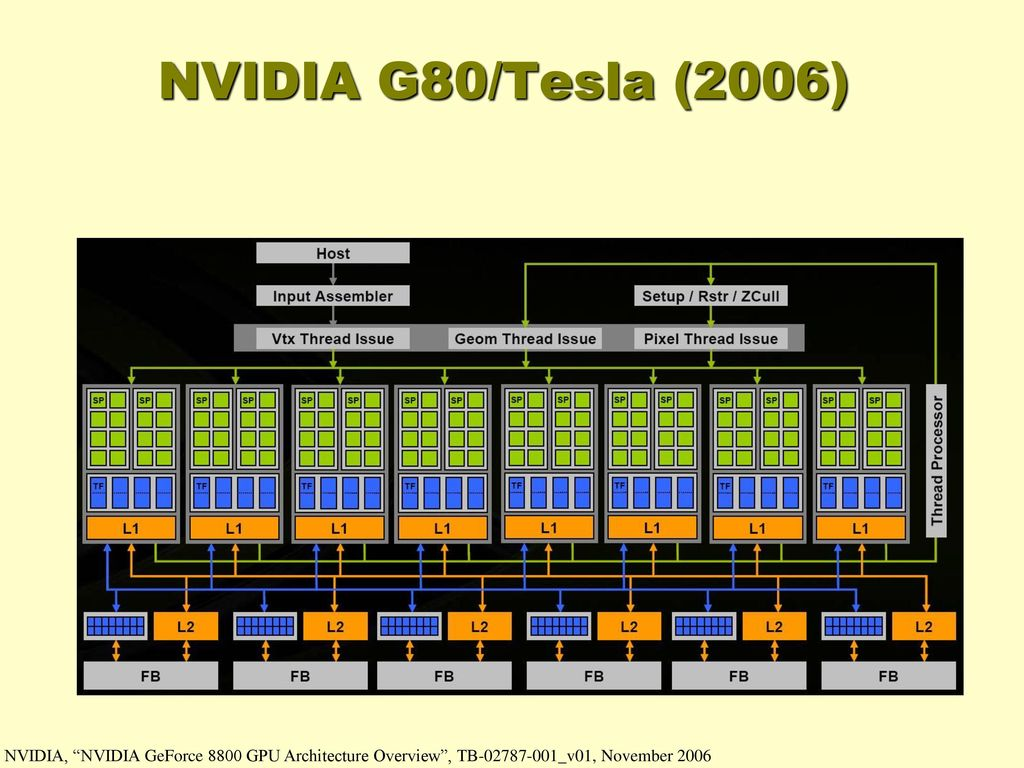 NVIDIA G80/Tesla (2006)
Host
Input Assembler
Setup / Rstr / ZCull
Vtx Thread Issue
Geom Thread Issue
Pixel Thread Issue
SP SP SP SP SP SP SP SP SP SP SP SP SP SP SP SP
Thread Processor
TF TF TF TF TF TF TF TF
L1 L1 L1 L1 L1 L1 L1 L1
L2 L2 L2 L2 L2 L2
FB FB FB FB FB FB
NVIDIA, “NVIDIA GeForce 8800 GPU Architecture Overview”, TB-02787-001_v01, November 2006